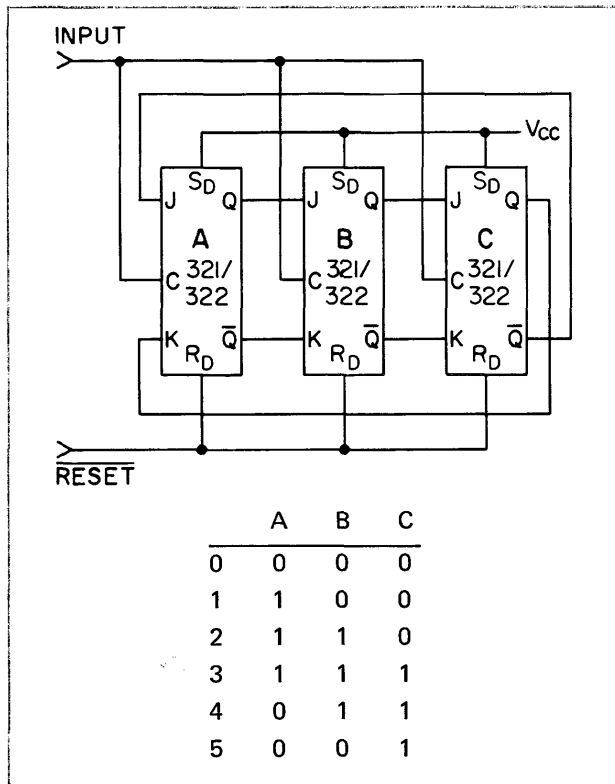 INPUT
VCC
SD SD SD
J Q J Q J Q
A B C
C 321/322 C 321/322 C 321/322
K Q̅ K Q̅ K Q̅
RD RD RD
R̅E̅S̅E̅T̅
A B C
0 0 0 0
1 1 0 0
2 1 1 0
3 1 1 1
4 0 1 1
5 0 0 1